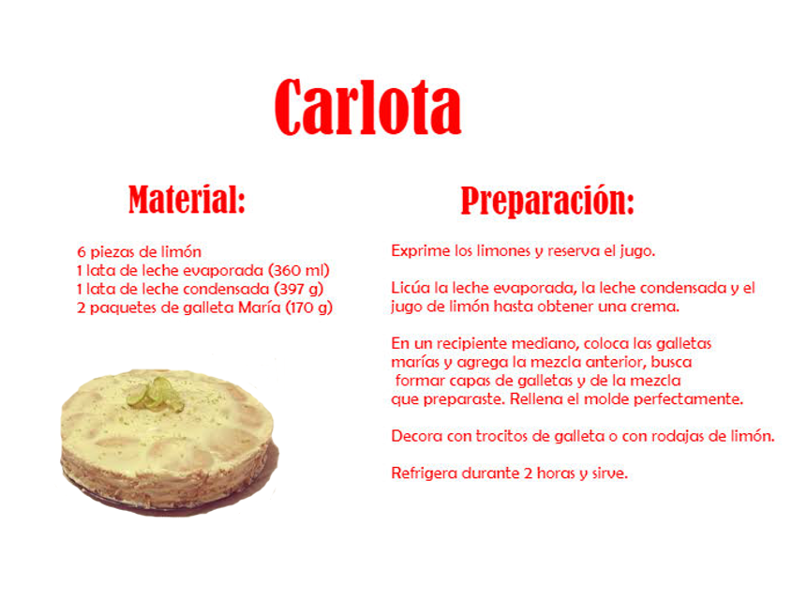 Carlota
Material:
6 piezas de limón
1 lata de leche evaporada (360 ml)
1 lata de leche condensada (397 g)
2 paquetes de galleta María (170 g)
Preparación:
Exprime los limones y reserva el jugo.
Licúa la leche evaporada, la leche condensada y el
jugo de limón hasta obtener una crema.
En un recipiente mediano, coloca las galletas
marías y agrega la mezcla anterior, busca
formar capas de galletas y de la mezcla
que preparaste. Rellena el molde perfectamente.
Decora con trocitos de galleta o con rodajas de limón.
Refrigera durante 2 horas y sirve.